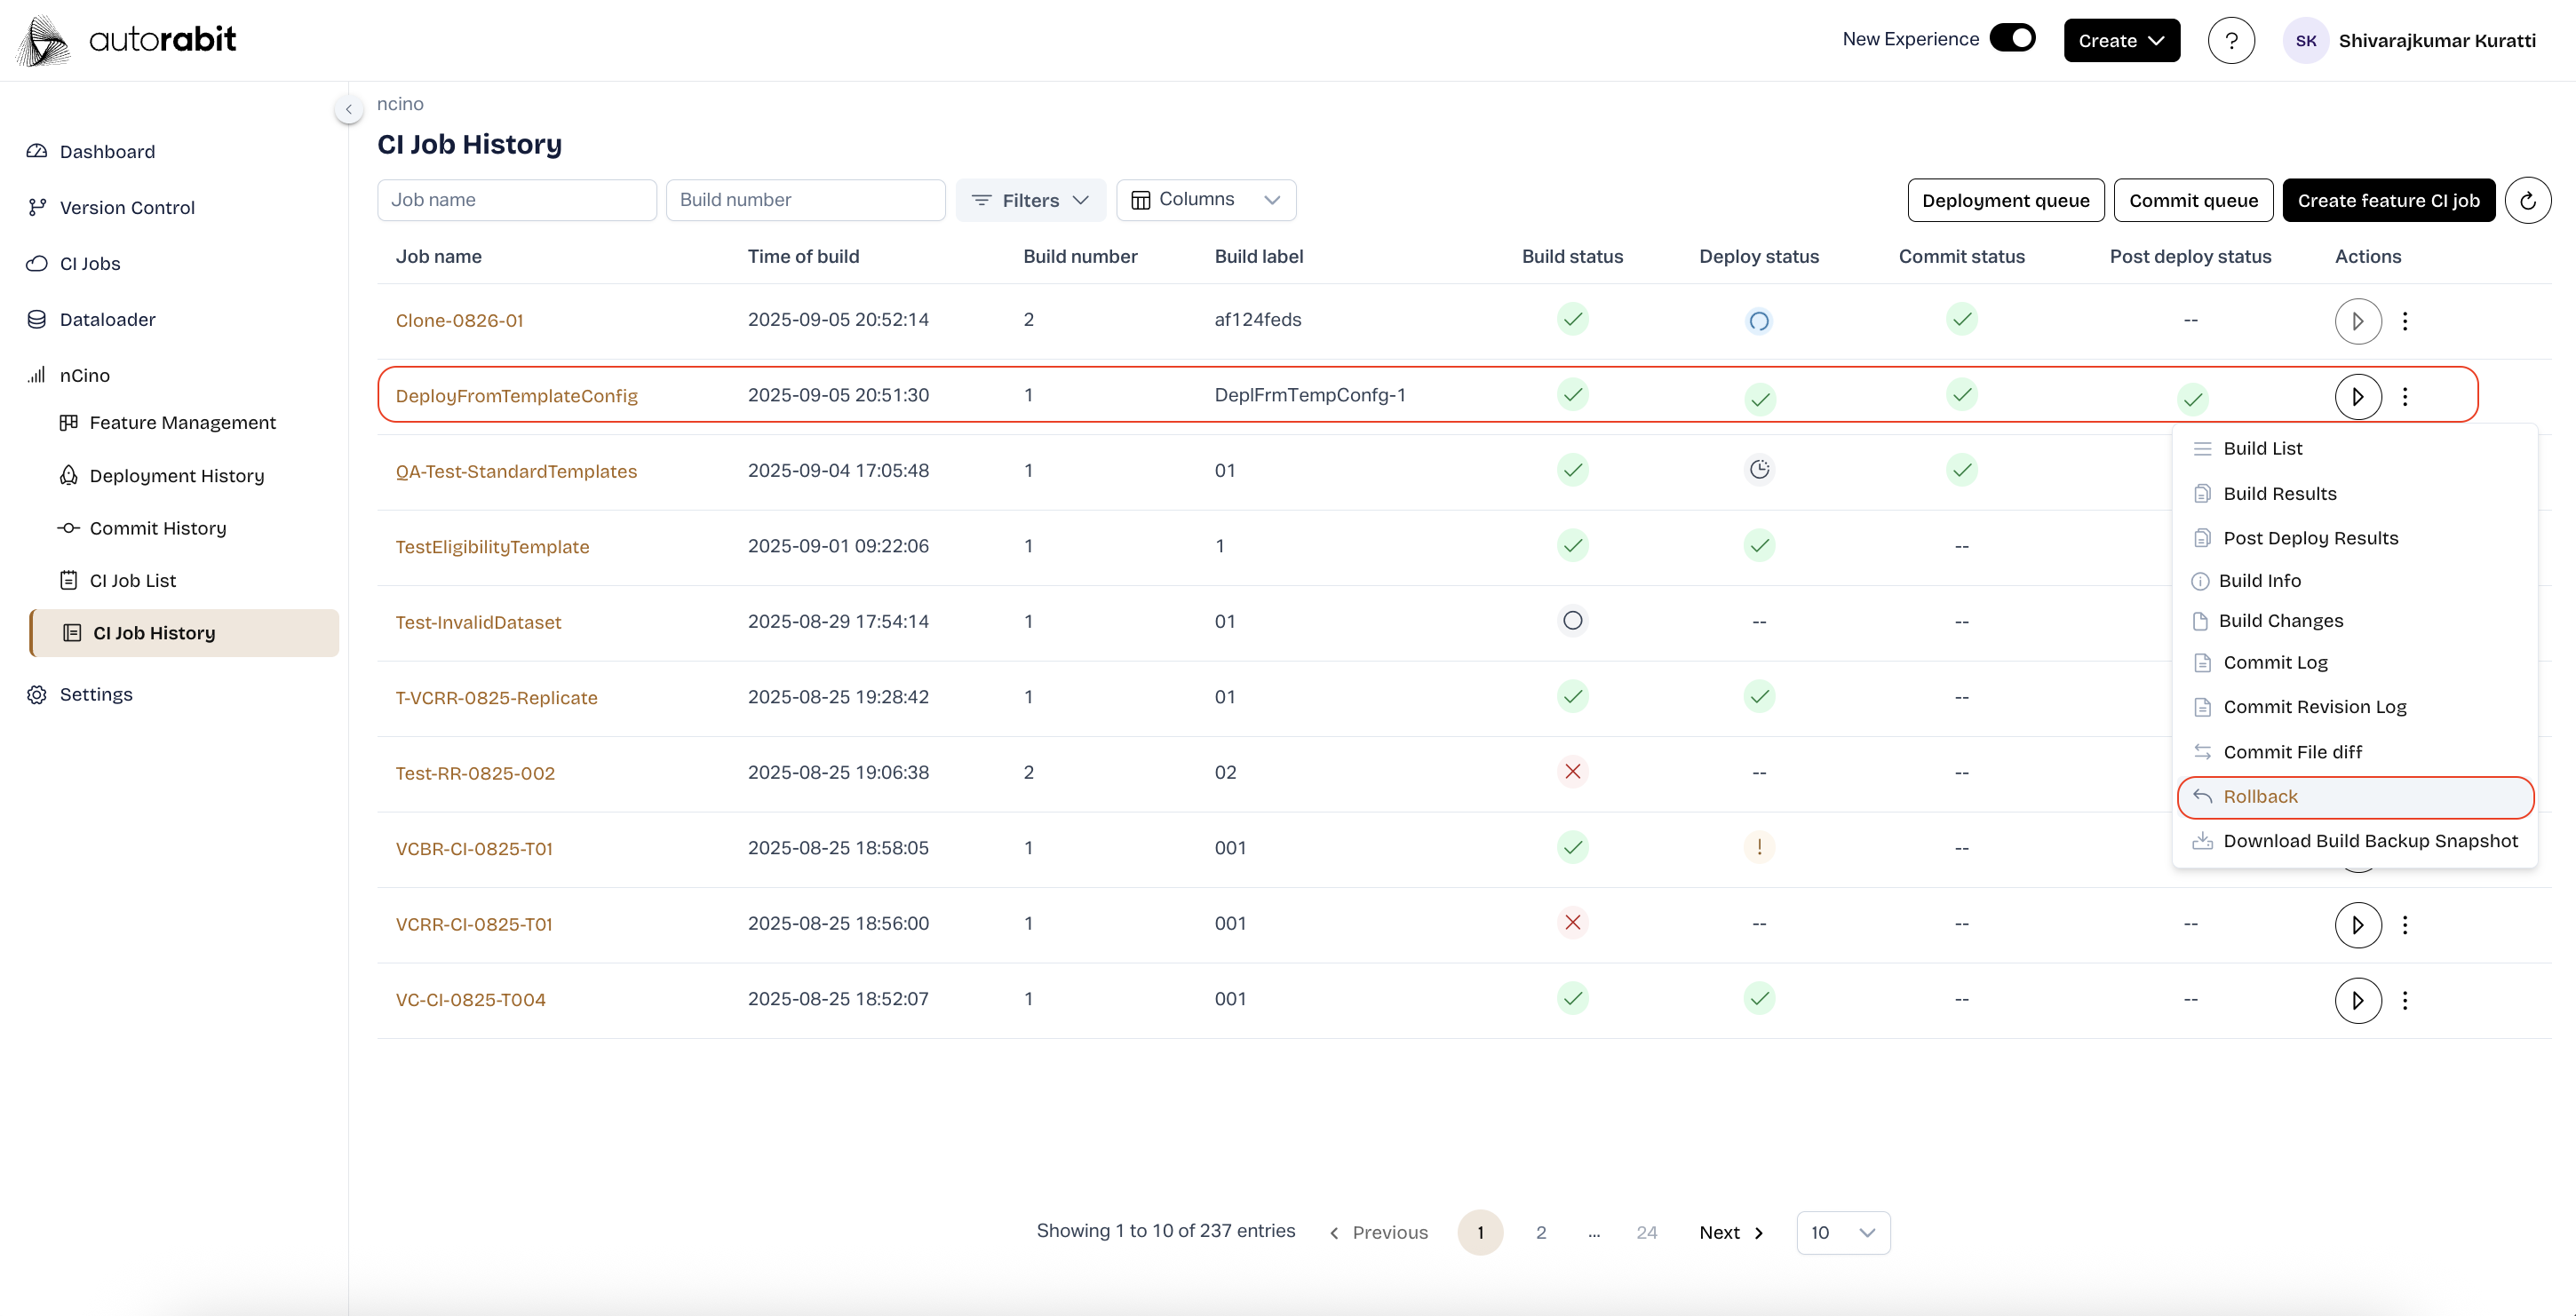 autorabit
New Experience
Create
?
SK
Shivarajkumar Kuratti
Dashboard
Version Control
CI Jobs
Dataloader
nCino
Feature Management
Deployment History
Commit History
CI Job List
CI Job History
Settings
ncino
CI Job History
Job name
Build number
Filters
Columns
Deployment queue
Commit queue
Create feature CI job
Job name Time of build Build number Build label Build status Deploy status Commit status Post deploy status Actions
Clone-0826-01 2025-09-05 20:52:14 2 af124feds --
DeployFromTemplateConfig 2025-09-05 20:51:30 1 DeplFrmTempConfg-1
QA-Test-StandardTemplates 2025-09-04 17:05:48 1 01
TestEligibilityTemplate 2025-09-01 09:22:06 1 1 --
Test-InvalidDataset 2025-08-29 17:54:14 1 01 -- --
T-VCRR-0825-Replicate 2025-08-25 19:28:42 1 01 --
Test-RR-0825-002 2025-08-25 19:06:38 2 02 -- --
VCBR-CI-0825-T01 2025-08-25 18:58:05 1 001 ! --
VCRR-CI-0825-T01 2025-08-25 18:56:00 1 001 -- -- --
VC-CI-0825-T004 2025-08-25 18:52:07 1 001 -- --
Build List
Build Results
Post Deploy Results
Build Info
Build Changes
Commit Log
Commit Revision Log
Commit File diff
Rollback
Download Build Backup Snapshot
Showing 1 to 10 of 237 entries
Previous 1 2 ... 24 Next 10